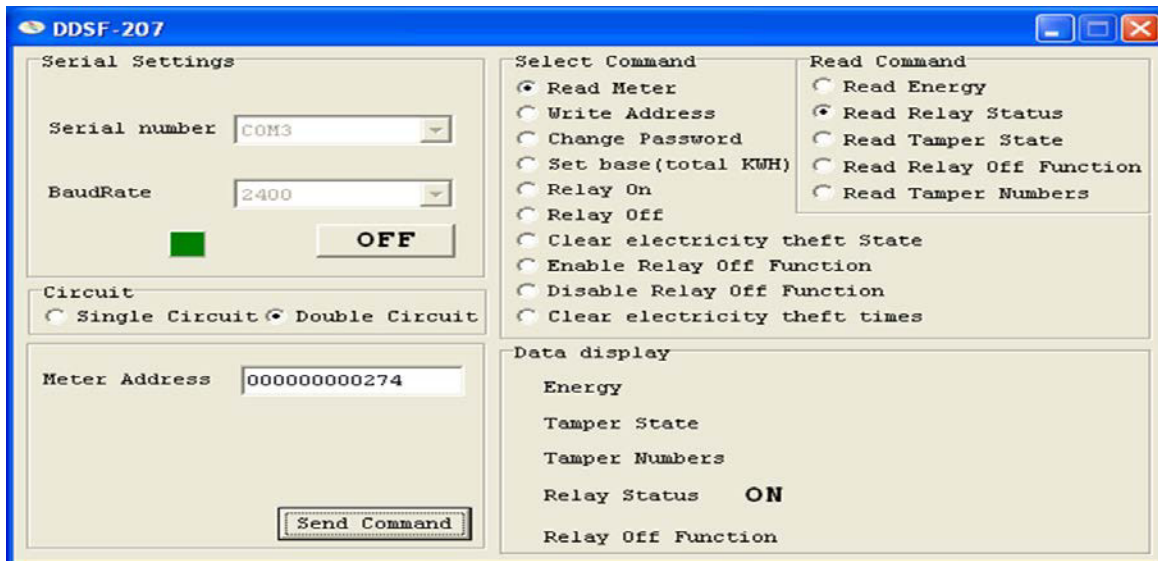 DDSF-207
Serial Settings
Serial number COM3
BaudRate 2400
OFF
Circuit
Single Circuit Double Circuit
Meter Address 000000000274
Send Command
Select Command
Read Meter
Write Address
Change Password
Set base(total KWH)
Relay On
Relay Off
Clear electricity theft State
Enable Relay Off Function
Disable Relay Off Function
Clear electricity theft times
Read Command
Read Energy
Read Relay Status
Read Tamper State
Read Relay Off Function
Read Tamper Numbers
Data display
Energy
Tamper State
Tamper Numbers
Relay Status ON
Relay Off Function